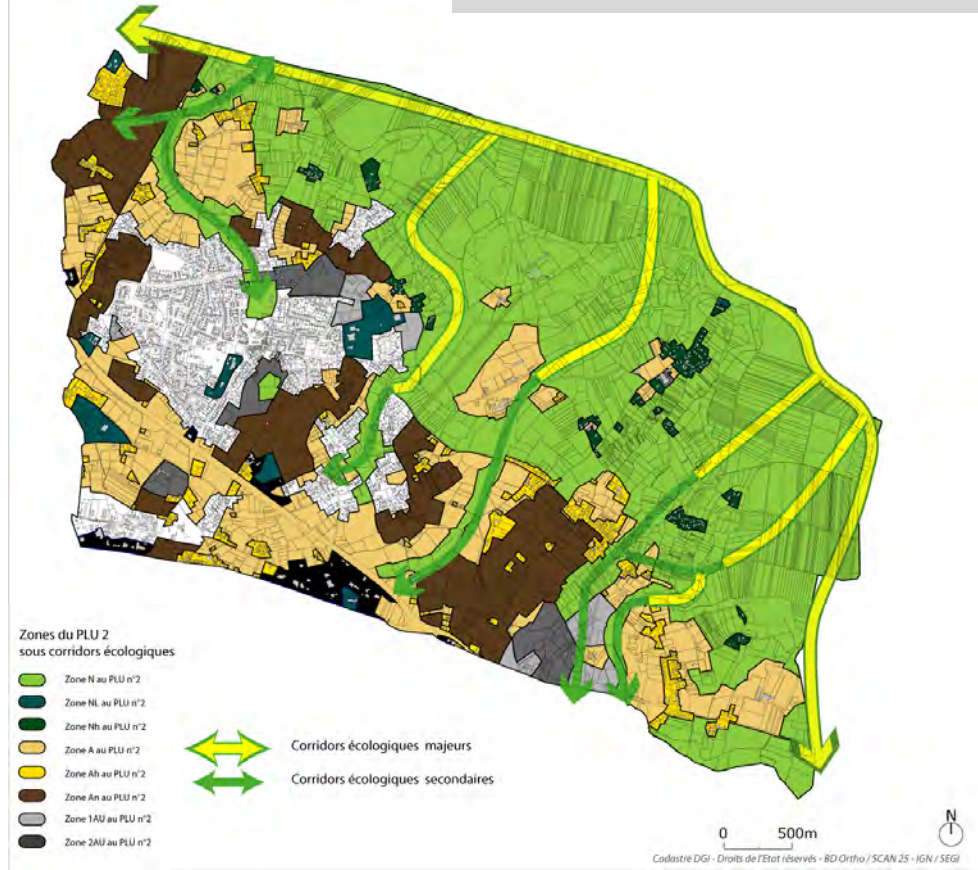 Zones du PLU 2
sous corridors écologiques
Zone N au PLU n°2
Zone NL au PLU n°2
Zone Nh au PLU n°2
Zone A au PLU n°2
Zone Ah au PLU n°2
Zone An au PLU n°2
Zone 1AU au PLU n°2
Zone 2AU au PLU n°2
Corridors écologiques majeurs
Corridors écologiques secondaires
0 500m
N
Cadastre DGI - Droits de l'Etat réservés - BD Ortho / SCAN 25 - IGN / SEGI